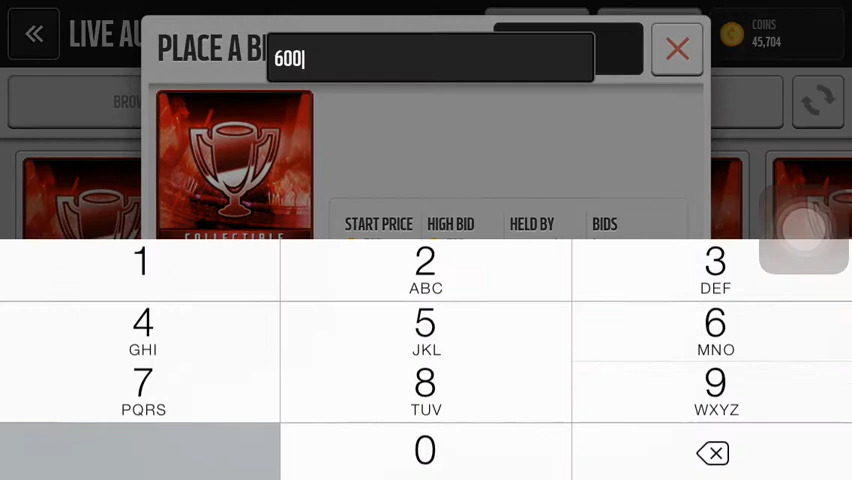 LIVE AU
PLACE A BI
600
COINS
45,704
BROW
COLLECTIBLE
START PRICE
HIGH BID
HELD BY
BIDS
1
2
ABC
3
DEF
4
GHI
5
JKL
6
MNO
7
PQRS
8
TUV
9
WXYZ
0